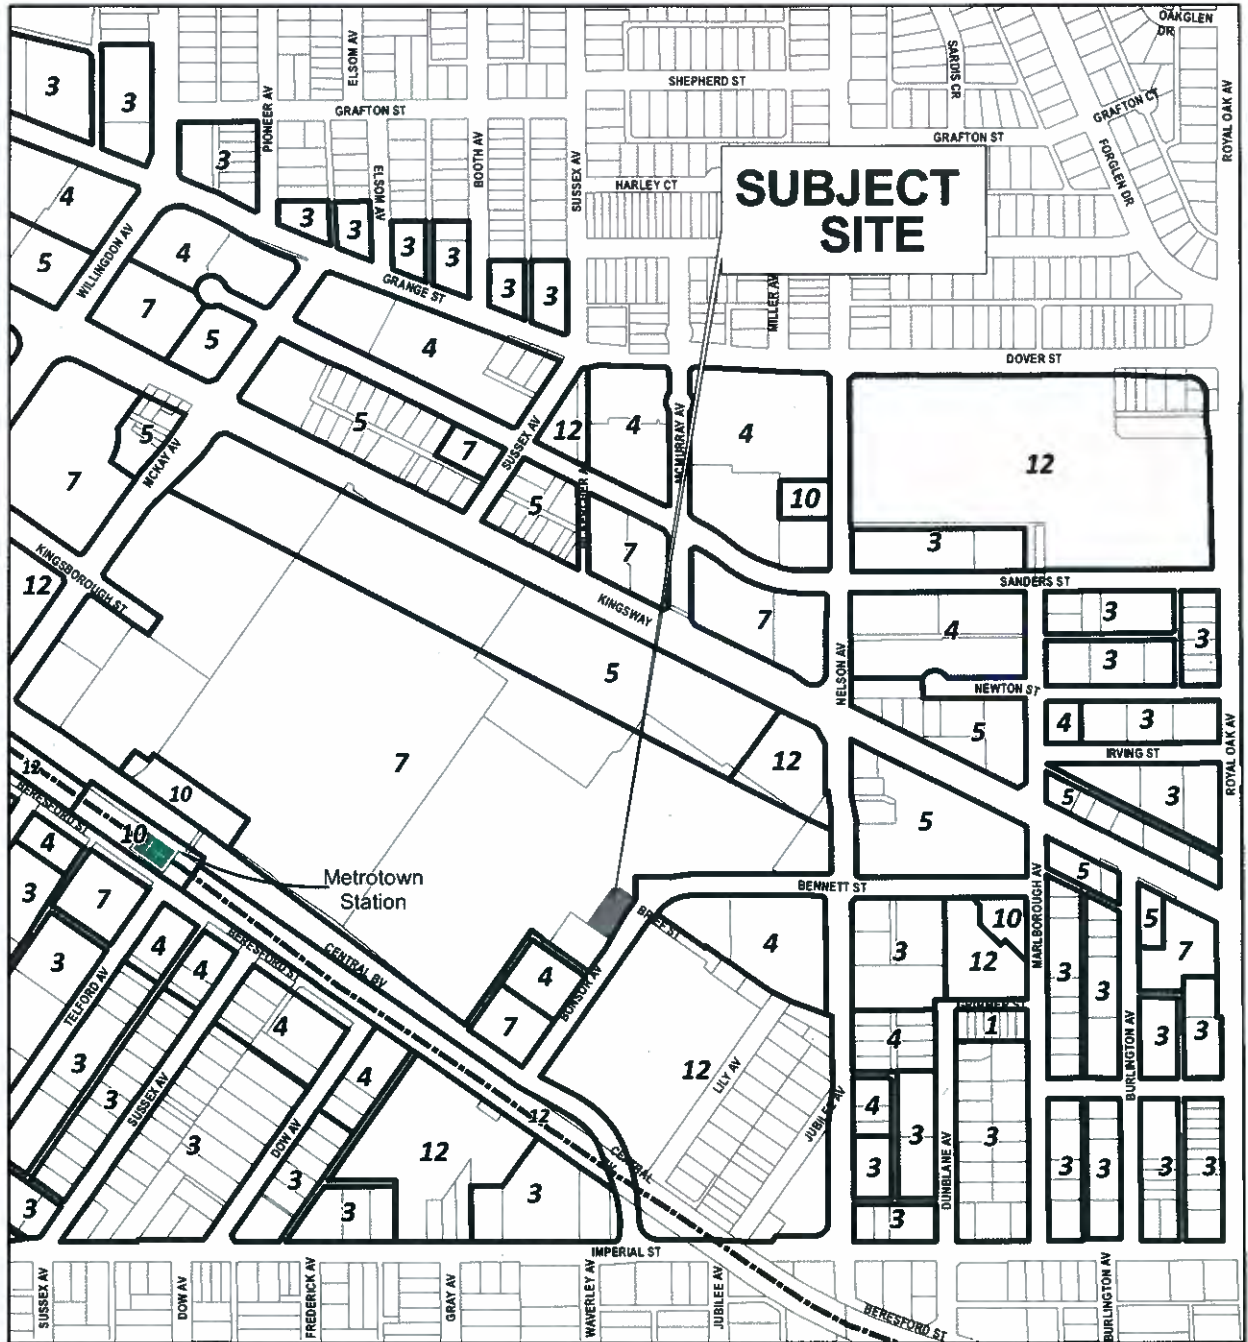 OAKGLEN
DR
SHEPHERD ST
ELSOM AV
SARDIS CR
ROYAL OAK AV
3
3
GRAFTON CT
PIONEER AV
GRAFTON ST
GRAFTON ST
BOOTH AV
SUSSEX AV
FORGLEN DR
3
ELSOM AV
HARLEY CT
SUBJECT
SITE
4
3
3
3
3
WILLINGDON AV
4
5
GRANGE ST
3
3
MILLER AV
7
5
4
DOVER ST
5
5
7
SUSSEX AV
12
4
MCMURRAY AV
4
12
MCKAY AV
7
5
10
7
3
KINGSBOROUGH ST
SANDERS ST
12
KINGSWAY
7
4
3
3
3
NELSON AV
5
NEWTON ST
4
3
5
IRVING ST
ROYAL OAK AV
7
12
12
10
5
3
BERESFORD ST
5
10
4
Metrotown
Station
5
3
7
BENNETT ST
MARLBOROUGH AV
10
5
BRIEF ST
4
3
12
7
4
4
BERESFORD ST
CENTRAL BV
4
BONSOR AV
3
3
3
TELFORD AV
4
7
1
3
3
4
3
4
12
LILY AV
BURLINGTON AV
3
SUSSEX AV
12
JUBILEE AV
4
3
3
DOW AV
12
3
3
CENTRAL
3
DUNBLANE AV
3
3
3
3
3
3
3
3
IMPERIAL ST
SUSSEX AV
DOW AV
FREDERICK AV
GRAY AV
WAVERLEY AV
JUBILEE AV
BERESFORD ST
BURLINGTON AV